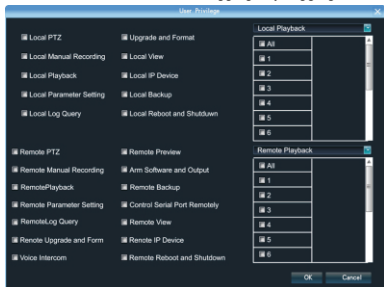 User Privilege
Local PTZ
Upgrade and Format
Local Manual Recording
Local View
Local Playback
Local IP Device
Local Parameter Setting
Local Backup
Local Log Query
Local Reboot and Shutdown
Local Playback
All
1
2
3
4
5
6
Remote PTZ
Remote Preview
Remote Manual Recording
Arm Software and Output
RemotePlayback
Remote Backup
Remote Parameter Setting
Control Serial Port Remotely
RemoteLog Query
Remote View
Renote Upgrade and Form
Renote IP Device
Voice Intercom
Remote Reboot and Shutdown
Remote Playback
All
1
2
3
4
5
6
OK
Cancel